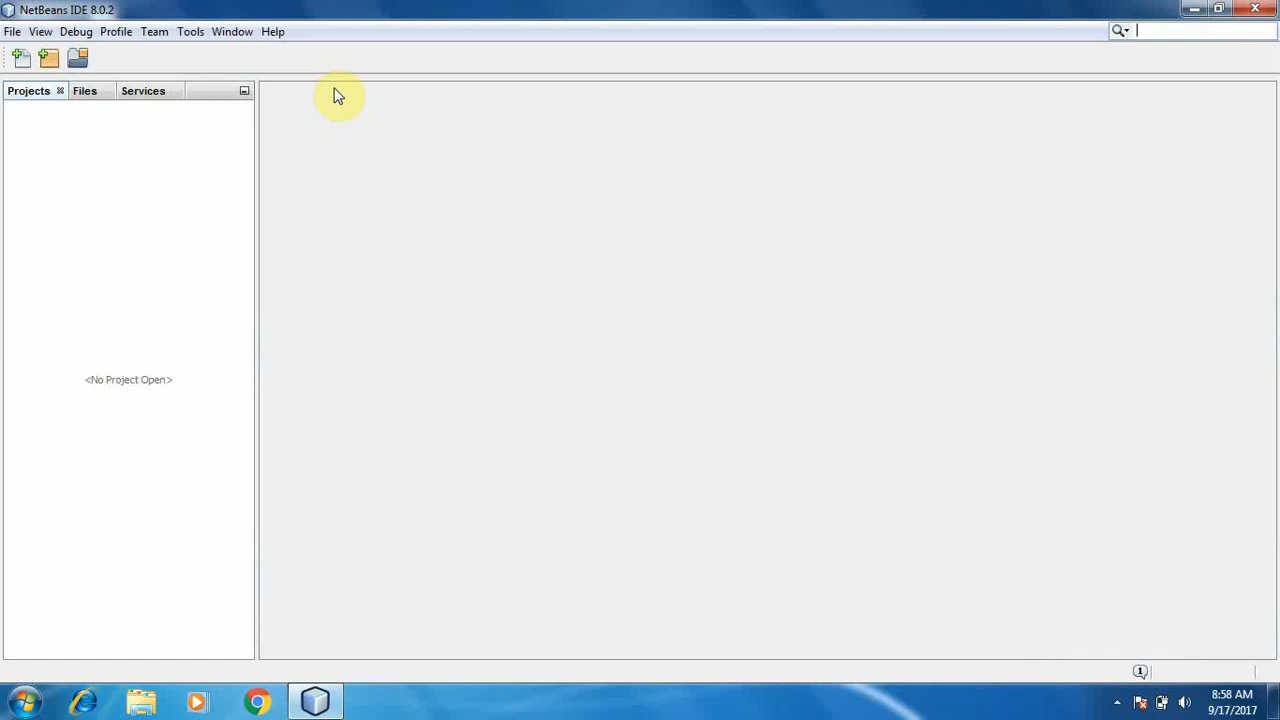 NetBeans IDE 8.0.2
File View Debug Profile Team Tools Window Help
Projects Files Services
<No Project Open>
1
8:58 AM
9/17/2017